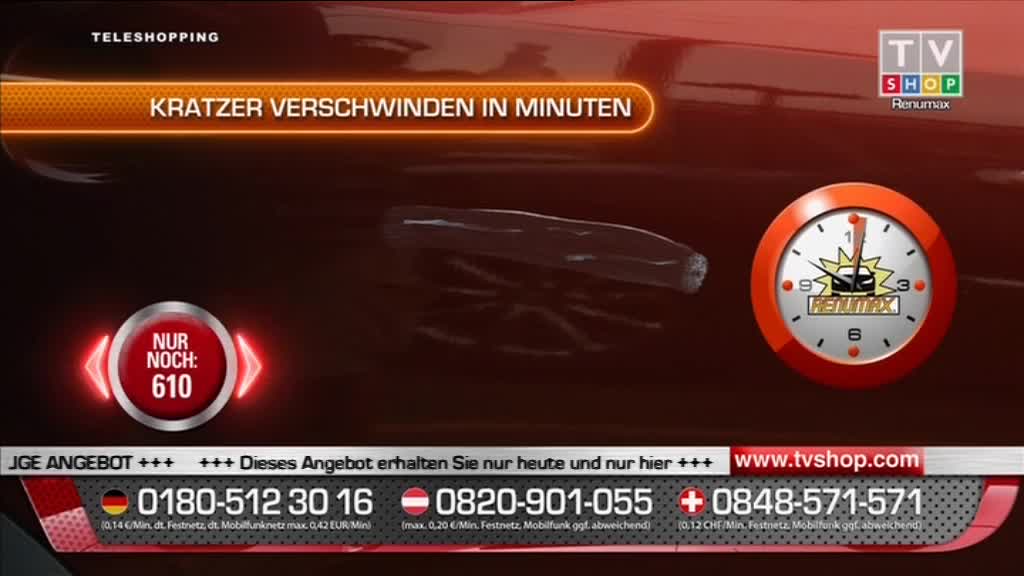 TELESHOPPING
TV
SHOP
Renumax
KRATZER VERSCHWINDEN IN MINUTEN
12
9
3
RENUMAX
6
NUR
NOCH:
610
ANGEBOT +++ +++ Dieses Angebot erhalten Sie nur heute und nur hier +++
www.tvshop.com
0180-512 30 16
0820-901-055
0848-571-571
(0,14 €/Min. dt. Festnetz, dt. Mobilfunknetz max. 0,42 EUR/Min)
(max. 0,20 €/Min. Festnetz, Mobilfunk ggf. abweichend)
(0,12 CHF/Min. Festnetz, Mobilfunk ggf. abweichend)